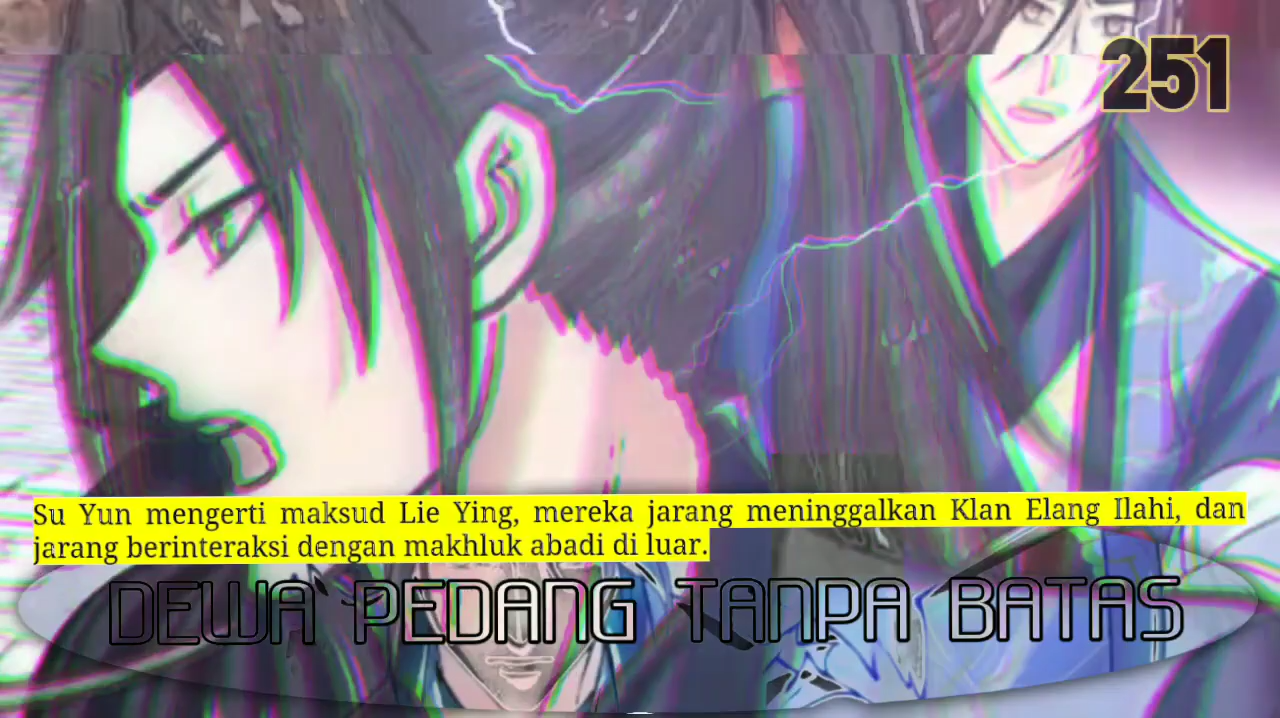 251
Su Yun mengerti maksud Lie Ying, mereka jarang meninggalkan Klan Elang Ilahi, dan
jarang berinteraksi dengan makhluk abadi di luar.
DEWA PEDANG TANPA BATAS